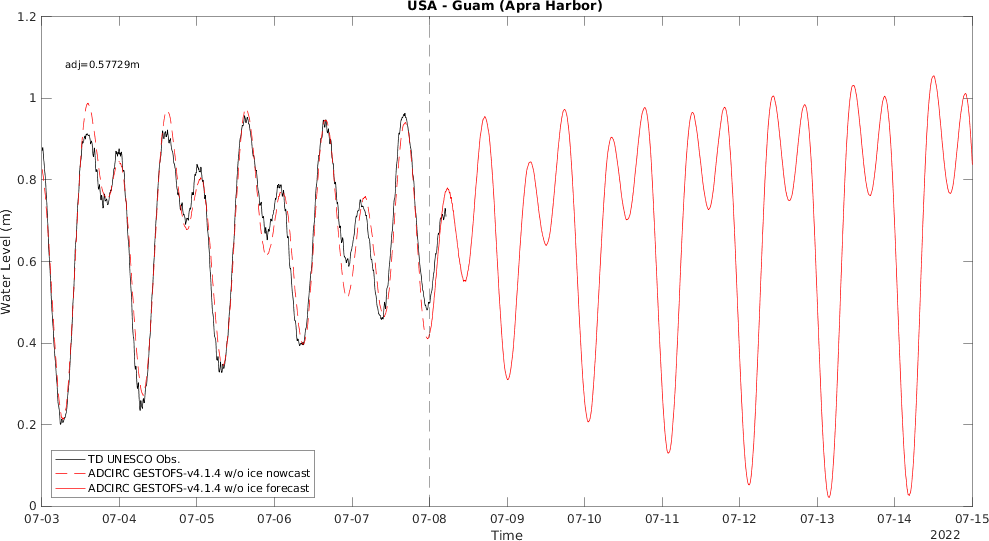 USA - Guam (Apra Harbor)
adj=0.57729m
1.2
1
0.8
0.6
0.4
0.2
0
Water Level (m)
TD UNESCO Obs.
ADCIRC GESTOFS-v4.1.4 w/o ice nowcast
ADCIRC GESTOFS-v4.1.4 w/o ice forecast
07-03 07-04 07-05 07-06 07-07 07-08 07-09 07-10 07-11 07-12 07-13 07-14 07-15
Time
2022